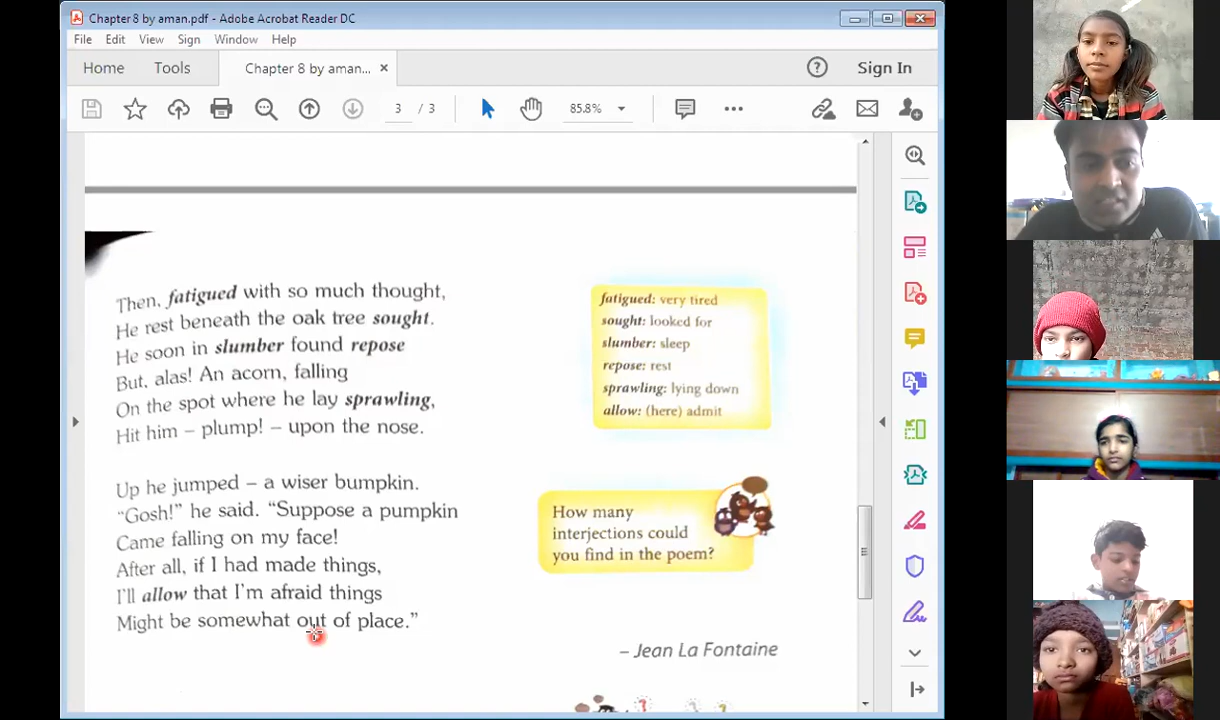 Chapter 8 by aman.pdf - Adobe Acrobat Reader DC
File Edit View Sign Window Help
Home Tools Chapter 8 by aman... × Sign In
3 / 3 85.8%
Then, fatigued with so much thought,
He rest beneath the oak tree sought.
He soon in slumber found repose
But, alas! An acorn, falling
On the spot where he lay sprawling,
Hit him – plump! – upon the nose.
Up he jumped – a wiser bumpkin.
“Gosh!” he said. “Suppose a pumpkin
Came falling on my face!
After all, if I had made things,
I'll allow that I'm afraid things
Might be somewhat out of place.”
fatigued: very tired
sought: looked for
slumber: sleep
repose: rest
sprawling: lying down
allow: (here) admit
How many
interjections could
you find in the poem?
– Jean La Fontaine